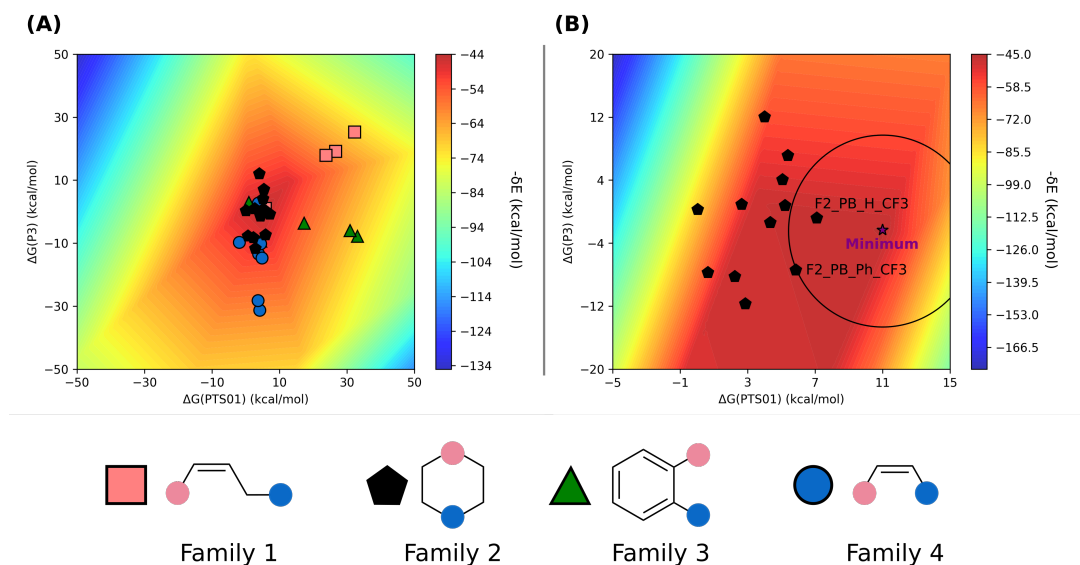 (A)
50
30
10
−10
−30
−50
ΔG(P3) (kcal/mol)
−50
−30
−10
10
30
50
ΔG(PTS01) (kcal/mol)
−44
−54
−64
−74
−84
−94
−104
−114
−124
−134
-δE (kcal/mol)
(B)
20
12
4
−4
−12
−20
ΔG(P3) (kcal/mol)
F2_PB_H_CF3
Minimum
F2_PB_Ph_CF3
−5
−1
3
7
11
15
ΔG(PTS01) (kcal/mol)
−45.0
−58.5
−72.0
−85.5
−99.0
−112.5
−126.0
−139.5
−153.0
−166.5
-δE (kcal/mol)
Family 1
Family 2
Family 3
Family 4